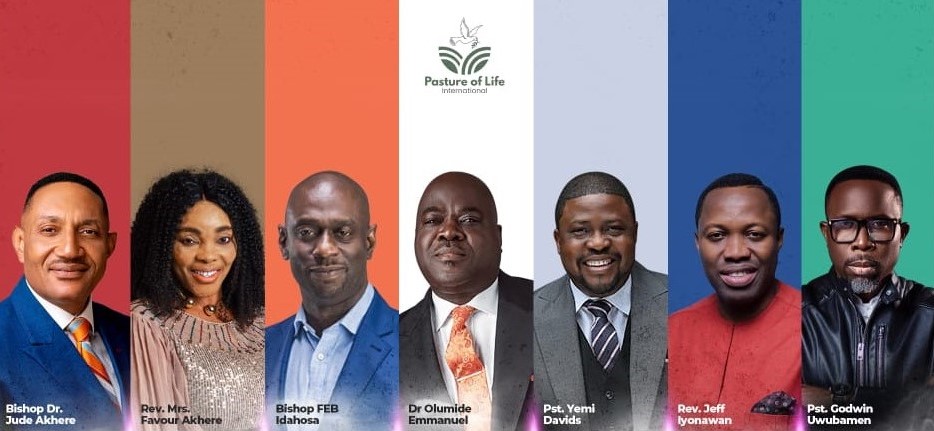 Pasture of Life
International
Bishop Dr.
Jude Akhere
Rev. Mrs.
Favour Akhere
Bishop FEB
Idahosa
Dr Olumide
Emmanuel
Pst. Yemi
Davids
Rev. Jeff
Iyonawan
Pst. Godwin
Uwubamen